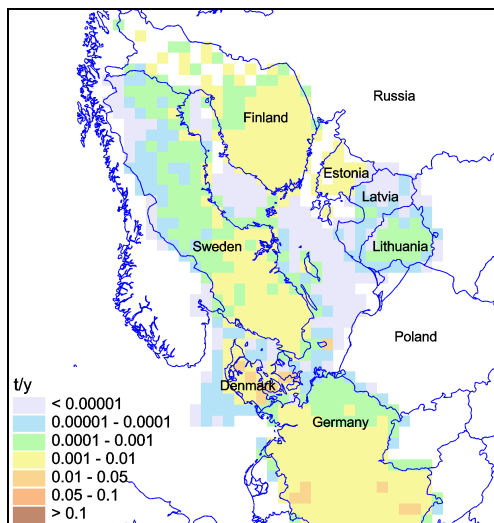 Russia
Finland
Estonia
Latvia
Lithuania
Sweden
Poland
Denmark
Germany
t/y
< 0.00001
0.00001 - 0.0001
0.0001 - 0.001
0.001 - 0.01
0.01 - 0.05
0.05 - 0.1
> 0.1